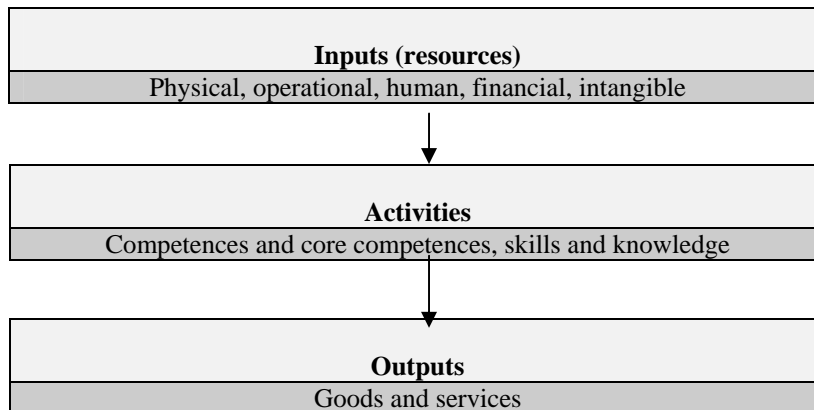 Inputs (resources)
Physical, operational, human, financial, intangible
Activities
Competences and core competences, skills and knowledge
Outputs
Goods and services